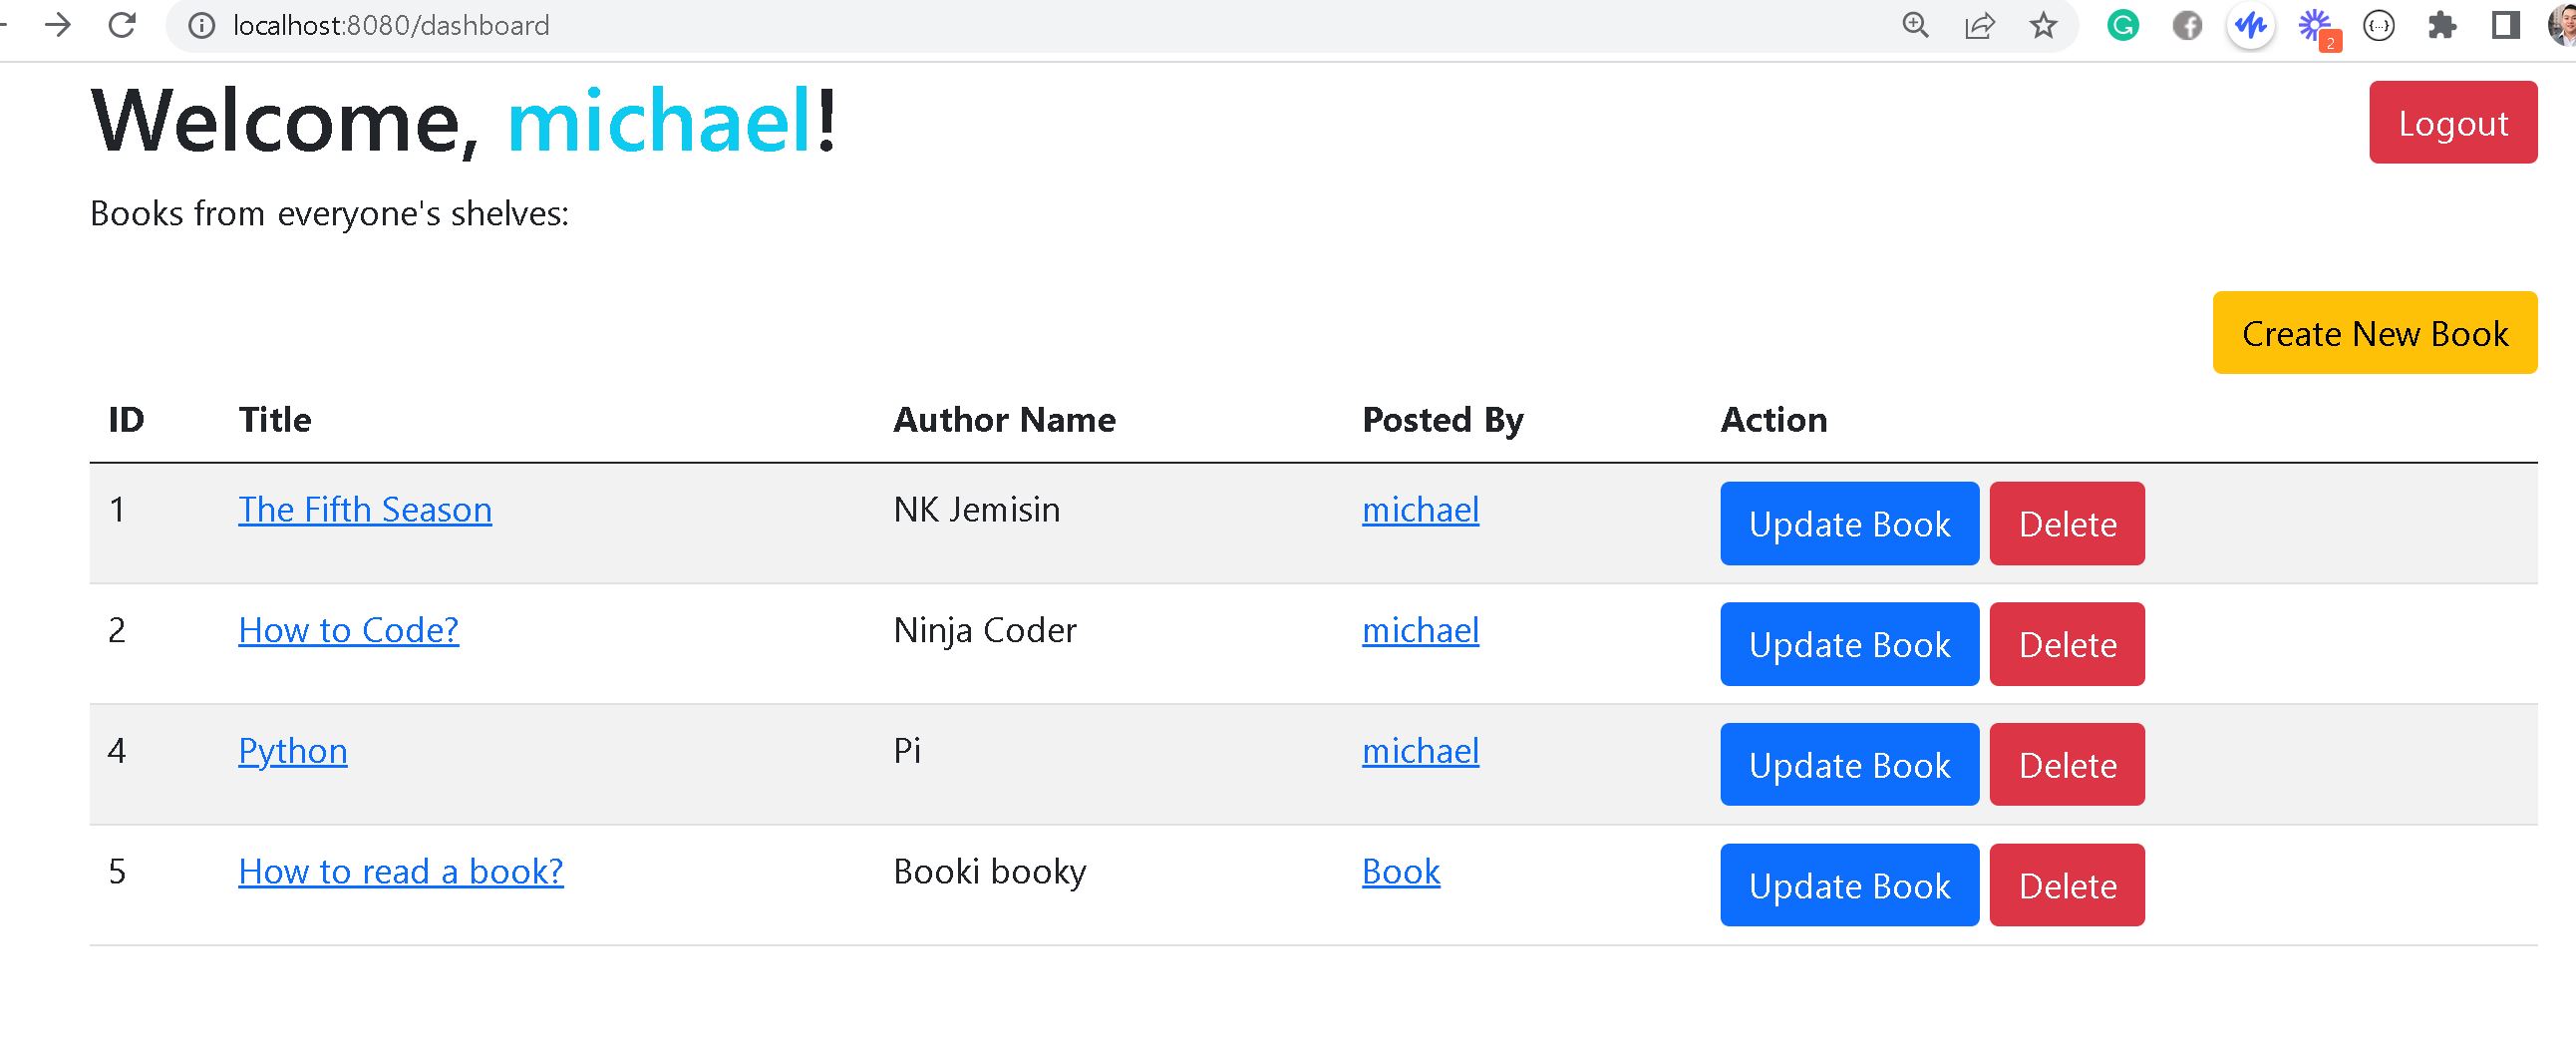 localhost:8080/dashboard
2
Welcome, michael!
Logout
Books from everyone's shelves:
Create New Book
ID Title Author Name Posted By Action
1 The Fifth Season NK Jemisin michael Update Book Delete
2 How to Code? Ninja Coder michael Update Book Delete
4 Python Pi michael Update Book Delete
5 How to read a book? Booki booky Book Update Book Delete